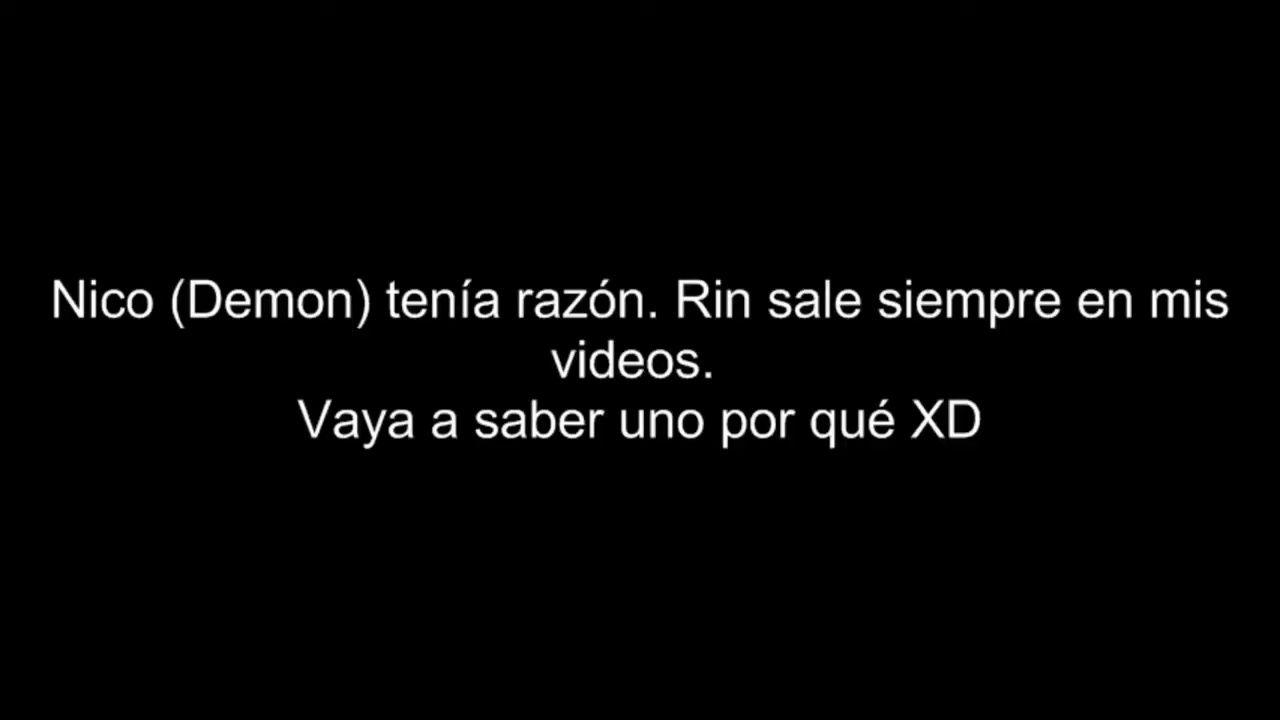 Nico (Demon) tenía razón. Rin sale siempre en mis
videos.
Vaya a saber uno por qué XD